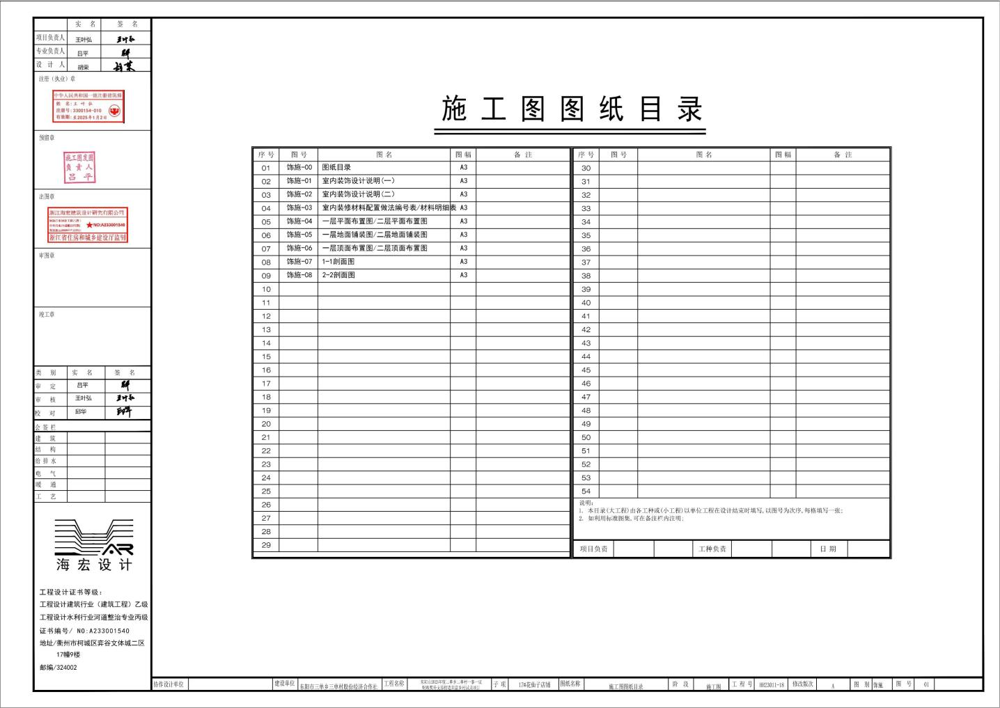 实 名 签 名
项目负责人 王叶弘 王叶弘
专业负责人 吕平
设 计 人 胡荣 胡荣
注册（执业）章
中华人民共和国一级注册建筑师
姓 名:王 叶 弘
注册号:3300154-010
有效期:至2025年1月2日
预留章
施工图发图
负 责 人
吕 平
出图章
浙江海宏建筑设计研究有限公司
NO:A233001540
浙江省住房和城乡建设厅监制
审图章
竣工章
类 别 实 名 签 名
审 定 吕平
审 核 王叶弘 王叶弘
校 对 邱华 邱华
会签栏
建 筑
结 构
给排水
电 气
暖 通
工 艺
AR
海宏设计
工程设计证书等级:
工程设计建筑行业（建筑工程）乙级
工程设计水利行业河道整治专业丙级
证书编号/ NO:A233001540
地址/衢州市柯城区弈谷文体城二区
17幢9楼
邮编/324002
施工图图纸目录
序号 图号 图名 图幅 备注
01 饰施-00 图纸目录 A3
02 饰施-01 室内装饰设计说明(一) A3
03 饰施-02 室内装饰设计说明(二) A3
04 饰施-03 室内装修材料配置做法编号表/材料明细表 A3
05 饰施-04 一层平面布置图/二层平面布置图 A3
06 饰施-05 一层地面铺装图/二层地面铺装图 A3
07 饰施-06 一层顶面布置图/二层顶面布置图 A3
08 饰施-07 1-1剖面图 A3
09 饰施-08 2-2剖面图 A3
10
11
12
13
14
15
16
17
18
19
20
21
22
23
24
25
26
27
28
29
序号 图号 图名 图幅 备注
30
31
32
33
34
35
36
37
38
39
40
41
42
43
44
45
46
47
48
49
50
51
52
53
54
说明:
1. 本目录(大工程)由各工种或(小工程)以单位工程在设计结束时填写,以图号为次序,每格填写一张;
2. 如利用标准图集,可在备注栏内注明;
项目负责 工种负责 日期
协作设计单位 建设单位 东阳市三单乡三单村股份经济合作社 工程名称 子 项 17#花仙子店铺 图纸名称 施工图图纸目录 阶 段 施工图 工 程 号 HH23011-18 修改版次 A 图 别 饰施 图 号 01